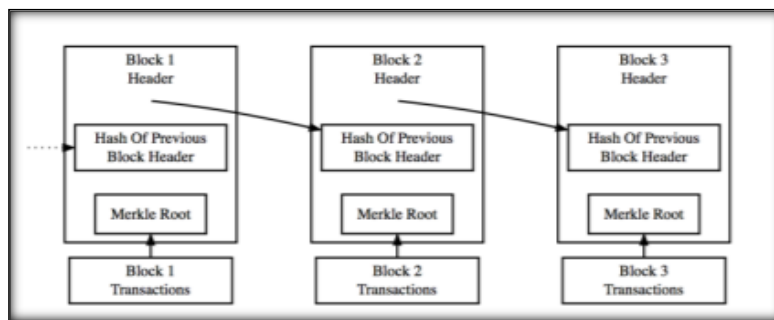 Block 1
Header
Hash Of Previous
Block Header
Merkle Root
Block 1
Transactions
Block 2
Header
Hash Of Previous
Block Header
Merkle Root
Block 2
Transactions
Block 3
Header
Hash Of Previous
Block Header
Merkle Root
Block 3
Transactions